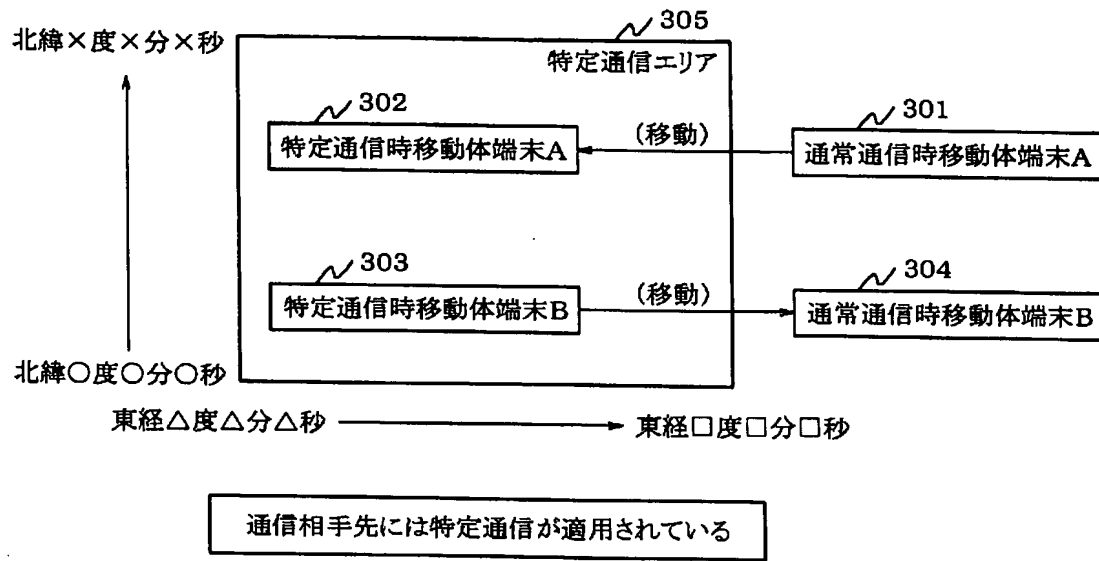 305
北緯×度×分×秒
特定通信エリア
302
301
特定通信時移動体端末A
(移動)
通常通信時移動体端末A
303
304
特定通信時移動体端末B
(移動)
通常通信時移動体端末B
北緯○度○分○秒
東経△度△分△秒
東経□度□分□秒
通信相手先には特定通信が適用されている